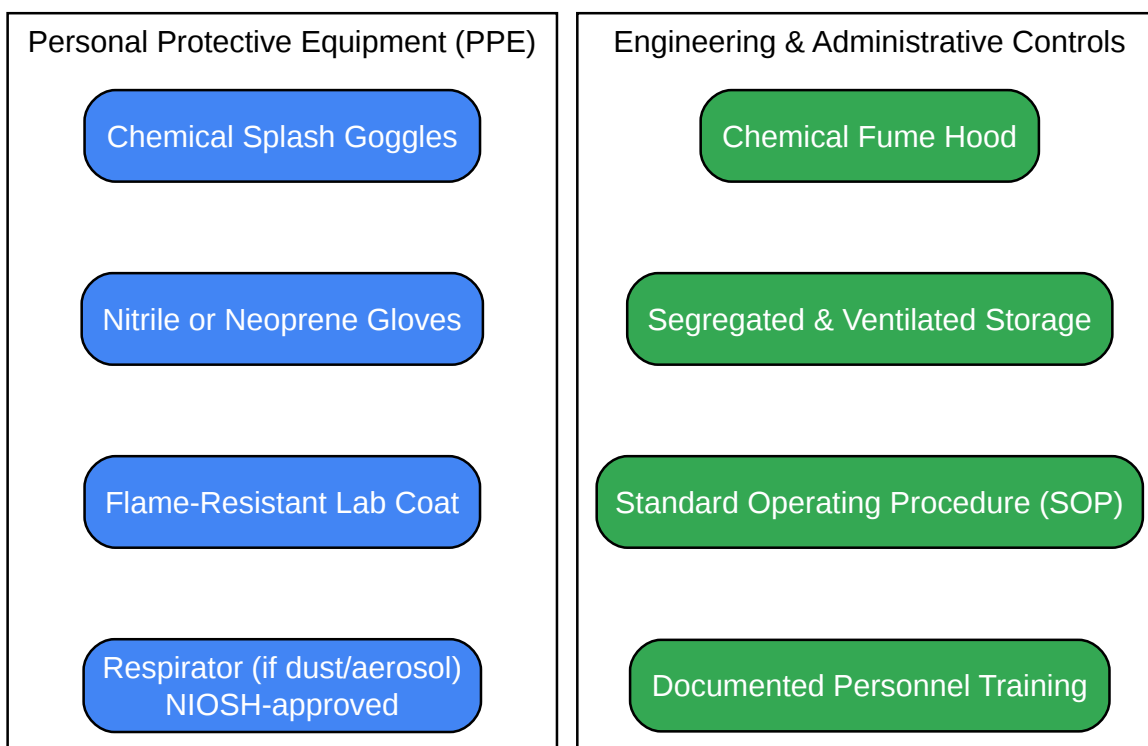 Personal Protective Equipment (PPE)
Chemical Splash Goggles
Nitrile or Neoprene Gloves
Flame-Resistant Lab Coat
Respirator (if dust/aerosol)
NIOSH-approved
Engineering & Administrative Controls
Chemical Fume Hood
Segregated & Ventilated Storage
Standard Operating Procedure (SOP)
Documented Personnel Training